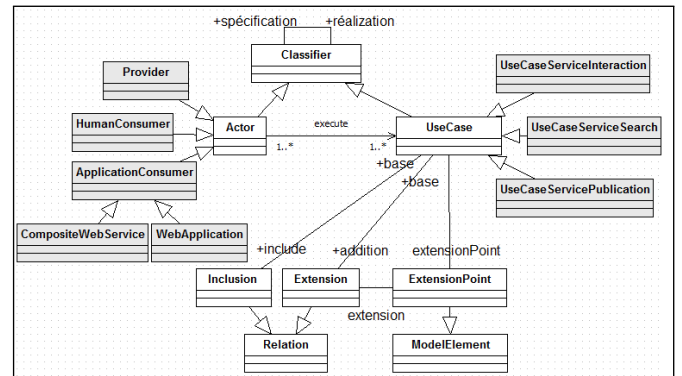 +spécification +réalization
Classifier
Provider
UseCaseServiceInteraction
HumanConsumer
Actor
execute
UseCase
UseCaseServiceSearch
1..* 1..*
+base
ApplicationConsumer
+base
UseCaseServicePublication
CompositeWebService WebApplication
+include +addition extensionPoint
Inclusion Extension ExtensionPoint
extension
Relation ModelElement